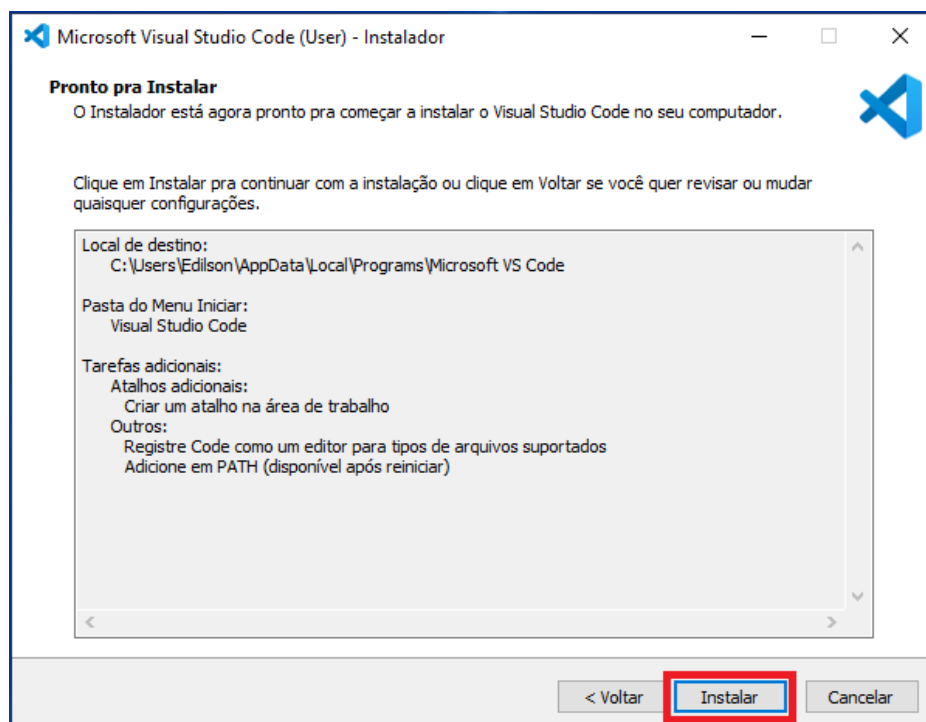 Microsoft Visual Studio Code (User) - Instalador
Pronto pra Instalar
O Instalador está agora pronto pra começar a instalar o Visual Studio Code no seu computador.
Clique em Instalar pra continuar com a instalação ou clique em Voltar se você quer revisar ou mudar
quaisquer configurações.
Local de destino:
C:\Users\Edilson\AppData\Local\Programs\Microsoft VS Code
Pasta do Menu Iniciar:
Visual Studio Code
Tarefas adicionais:
Atalhos adicionais:
Criar um atalho na área de trabalho
Outros:
Registre Code como um editor para tipos de arquivos suportados
Adicione em PATH (disponível após reiniciar)
< Voltar
Instalar
Cancelar